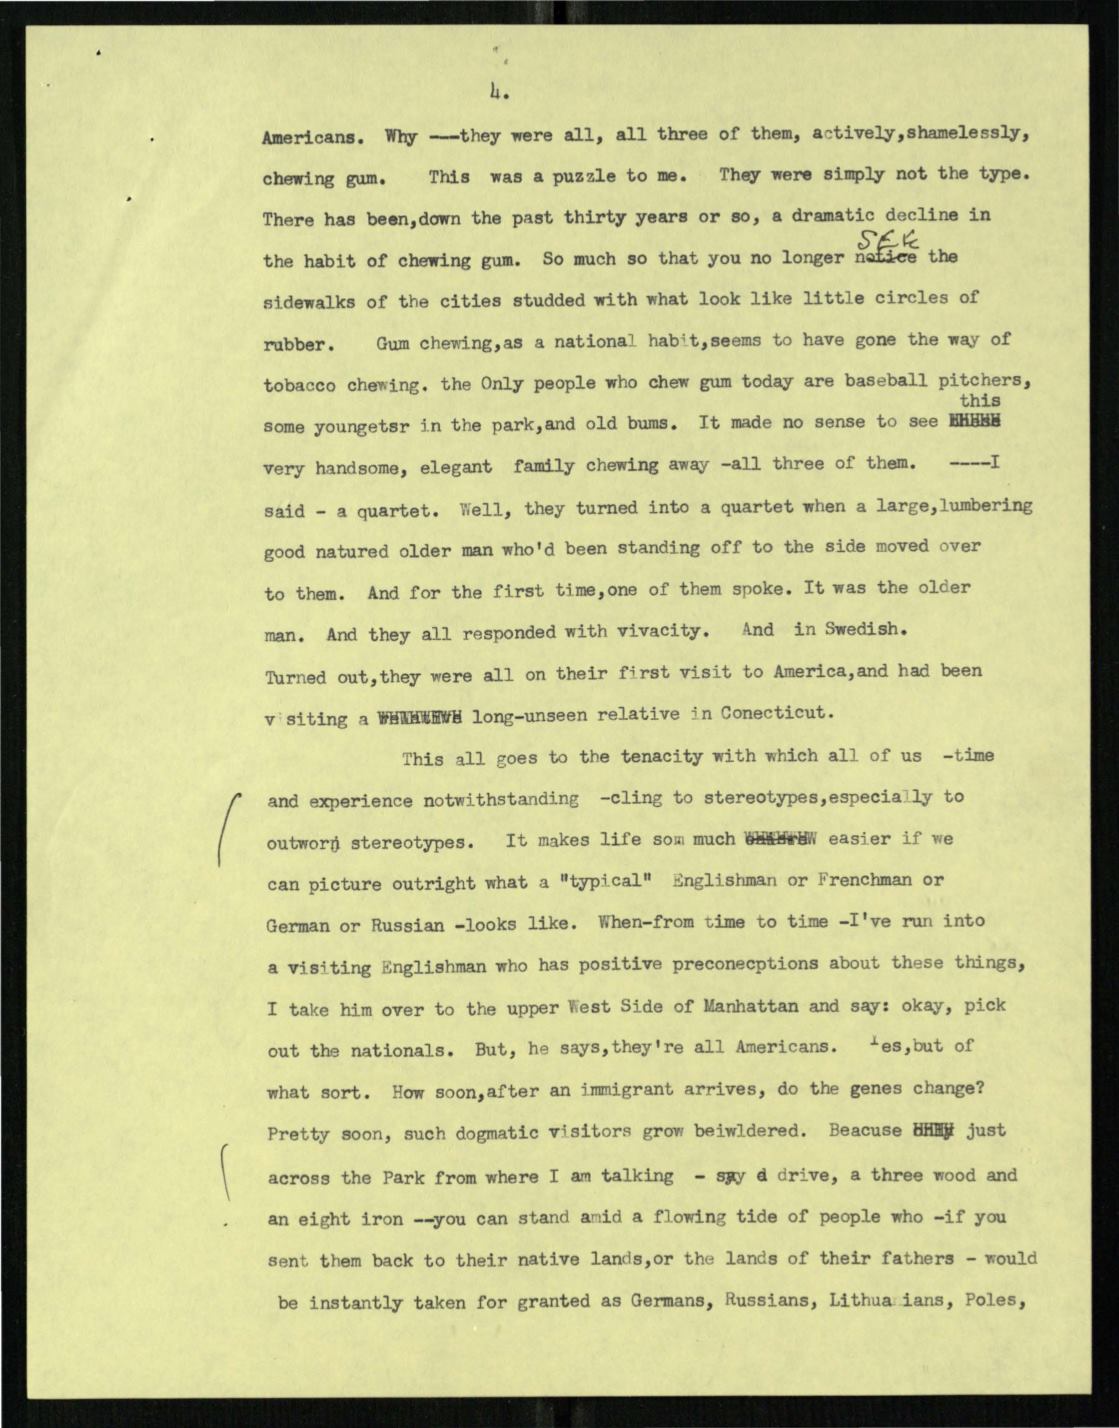 4.
Americans. Why ---they were all, all three of them, actively,shamelessly,
chewing gum. This was a puzzle to me. They were simply not the type.
There has been,down the past thirty years or so, a dramatic decline in
SEE
the habit of chewing gum. So much so that you no longer notice the
sidewalks of the cities studded with what look like little circles of
rubber. Gum chewing,as a national habit,seems to have gone the way of
tobacco chewing. the Only people who chew gum today are baseball pitchers,
this
some youngetsr in the park,and old bums. It made no sense to see
very handsome, elegant family chewing away -all three of them. ----I
said - a quartet. Well, they turned into a quartet when a large,lumbering
good natured older man who'd been standing off to the side moved over
to them. And for the first time,one of them spoke. It was the older
man. And they all responded with vivacity. And in Swedish.
Turned out,they were all on their first visit to America,and had been
visiting a long-unseen relative in Conecticut.
This all goes to the tenacity with which all of us -time
and experience notwithstanding -cling to stereotypes,especially to
outworn stereotypes. It makes life som much easier if we
can picture outright what a "typical" Englishman or Frenchman or
German or Russian -looks like. When-from time to time -I've run into
a visiting Englishman who has positive preconecptions about these things,
I take him over to the upper West Side of Manhattan and say: okay, pick
out the nationals. But, he says,they're all Americans. Yes,but of
what sort. How soon,after an immigrant arrives, do the genes change?
Pretty soon, such dogmatic visitors grow beiwldered. Beacuse just
across the Park from where I am talking - say a drive, a three wood and
an eight iron --you can stand amid a flowing tide of people who -if you
sent them back to their native lands,or the lands of their fathers - would
be instantly taken for granted as Germans, Russians, Lithuanians, Poles,